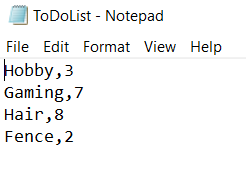 ToDoList - Notepad
File Edit Format View Help
Hobby,3
Gaming,7
Hair,8
Fence,2